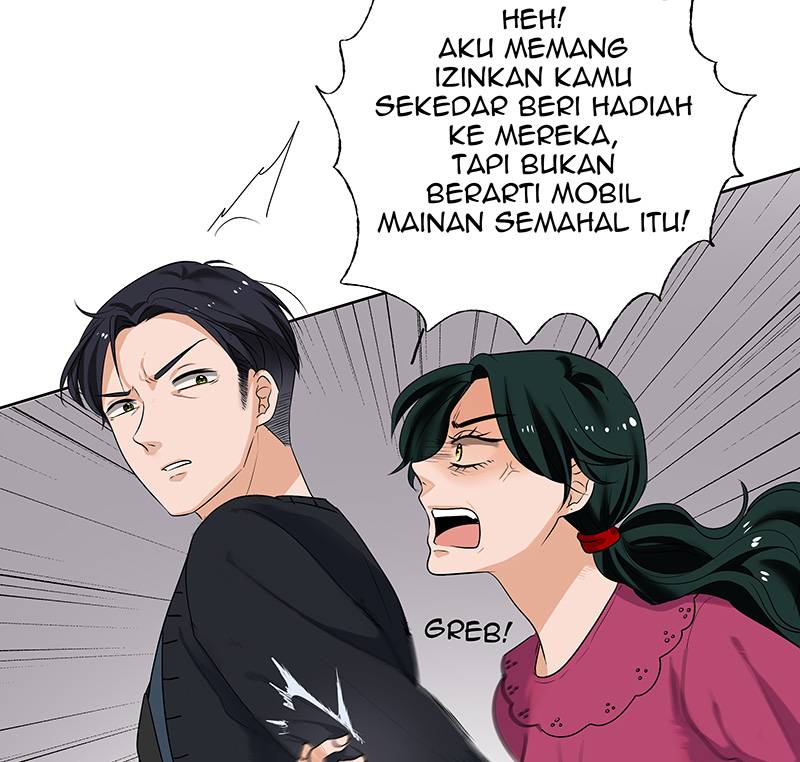 HEH!
AKU MEMANG
IZINKAN KAMU
SEKEDAR BERI HADIAH
KE MEREKA,
TAPI BUKAN
BERARTI MOBIL
MAINAN SEMAHAL ITU!
GREB!